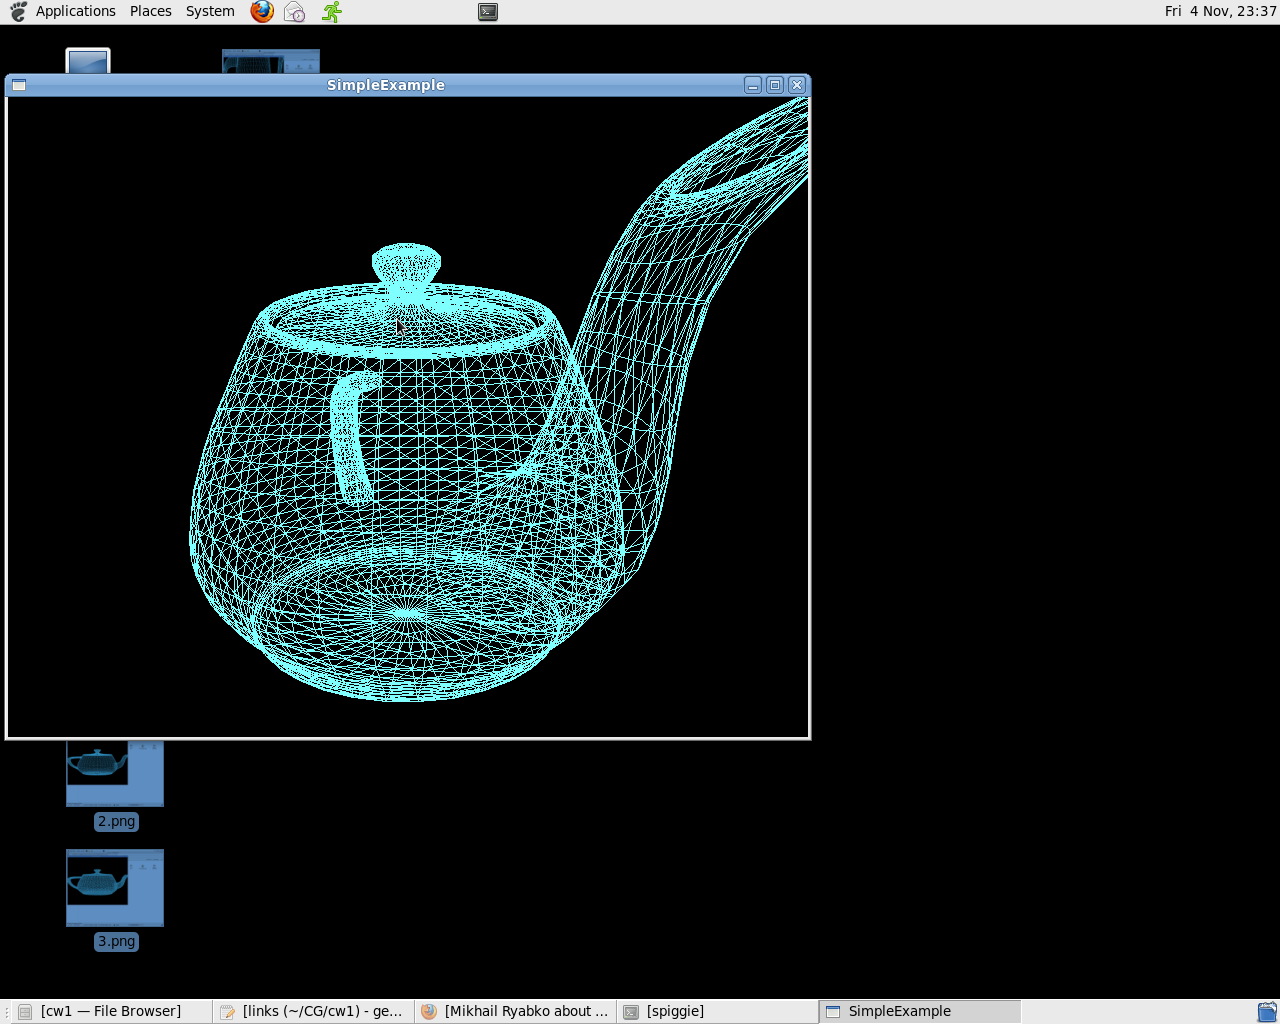 Applications Places System Fri 4 Nov, 23:37
SimpleExample
2.png
3.png
[cw1 — File Browser] [links (~/CG/cw1) - ge... [Mikhail Ryabko about ... [spiggie] SimpleExample